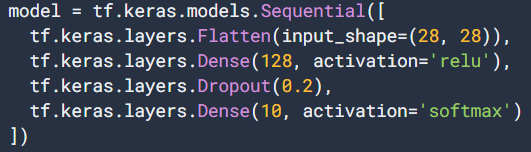 model = tf.keras.models.Sequential([
  tf.keras.layers.Flatten(input_shape=(28, 28)),
  tf.keras.layers.Dense(128, activation='relu'),
  tf.keras.layers.Dropout(0.2),
  tf.keras.layers.Dense(10, activation='softmax')
])